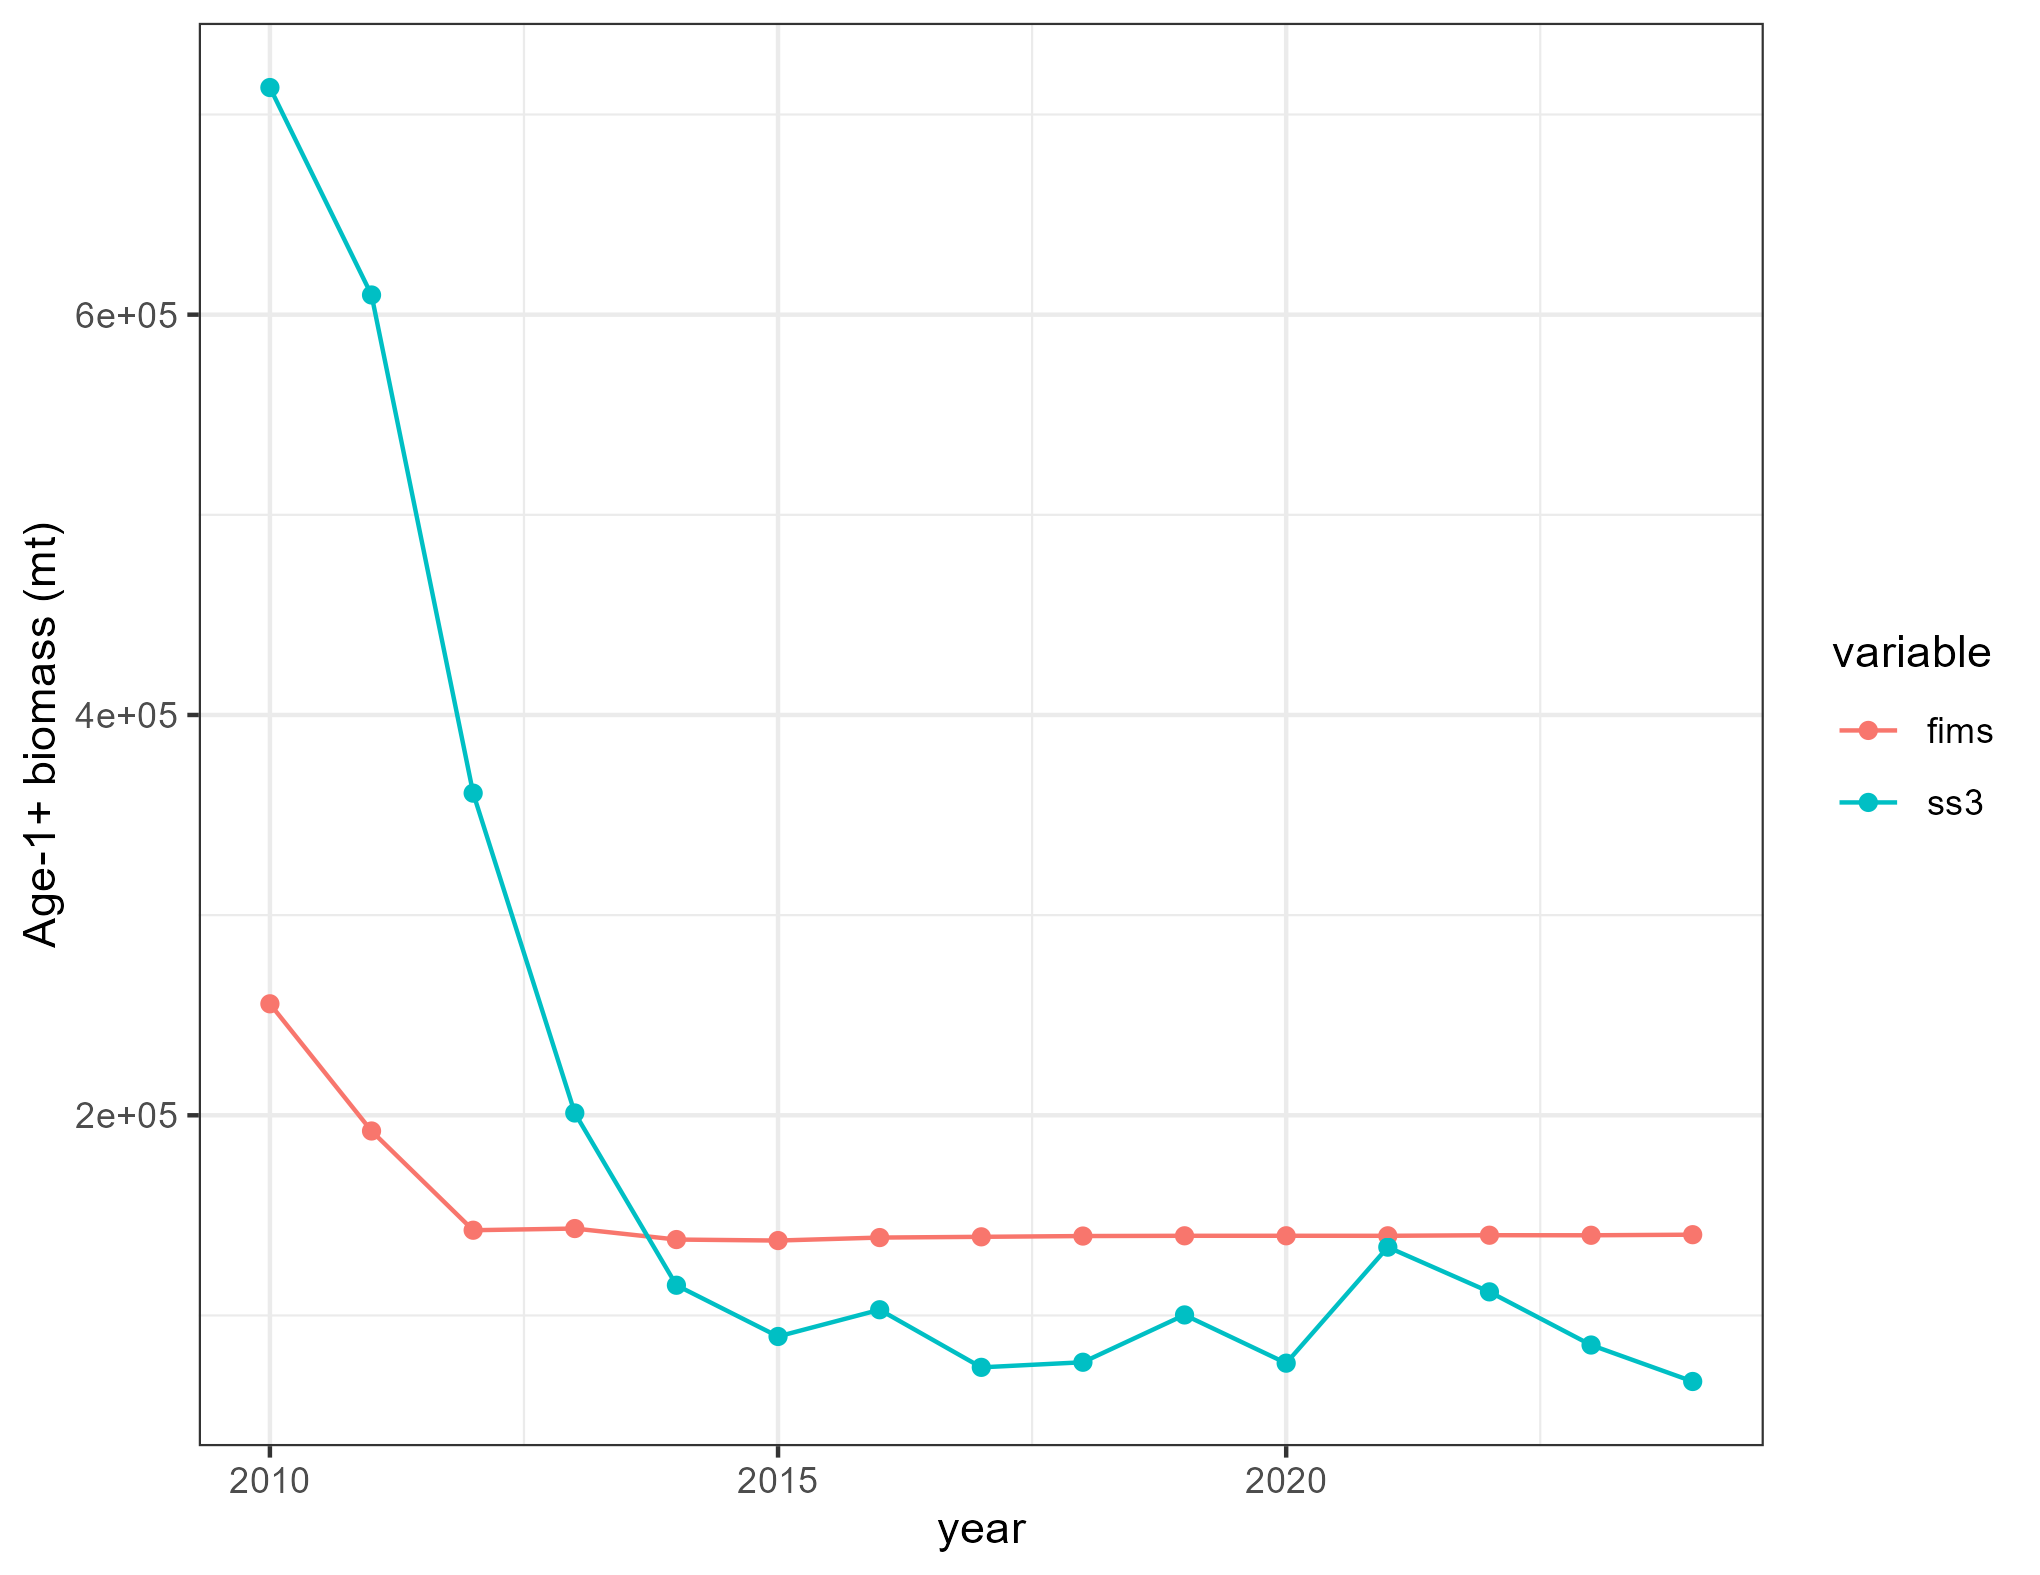 6e+05
4e+05
2e+05
Age-1+ biomass (mt)
2010
2015
2020
year
variable
fims
ss3